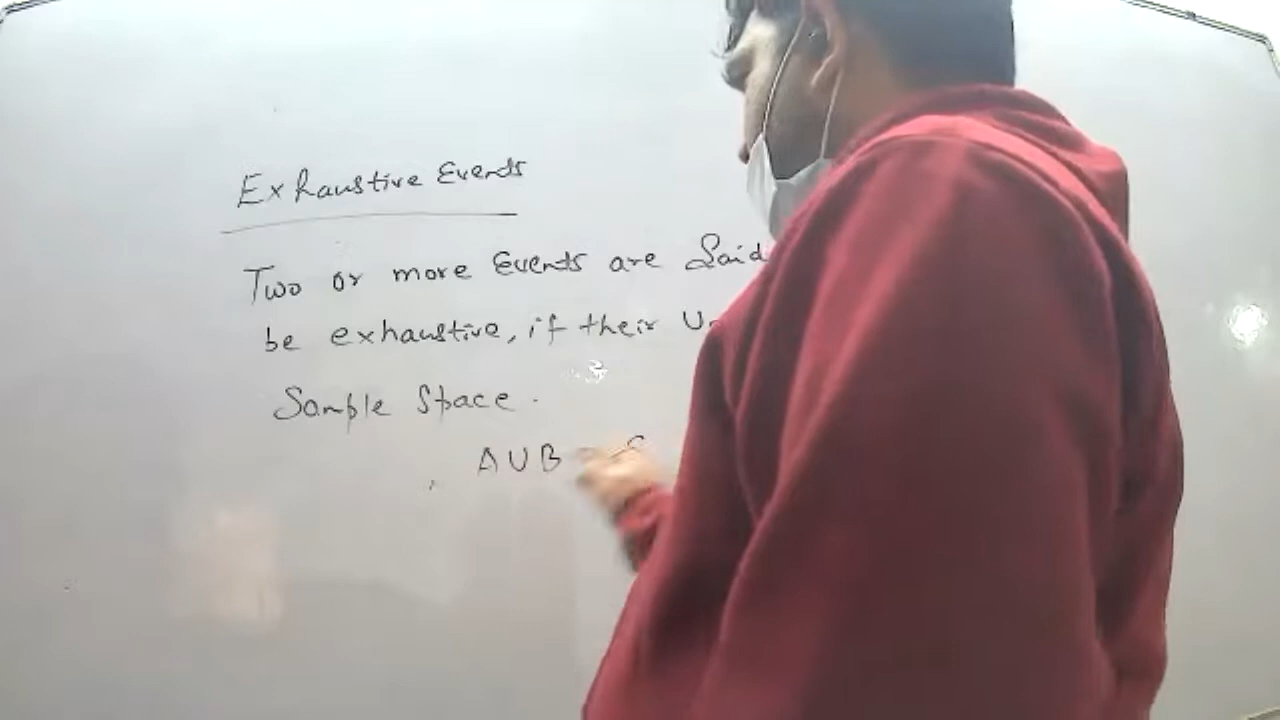 Exhaustive Events
Two or more Events are Said
be exhaustive, if their
Sample Space.
A U B = S